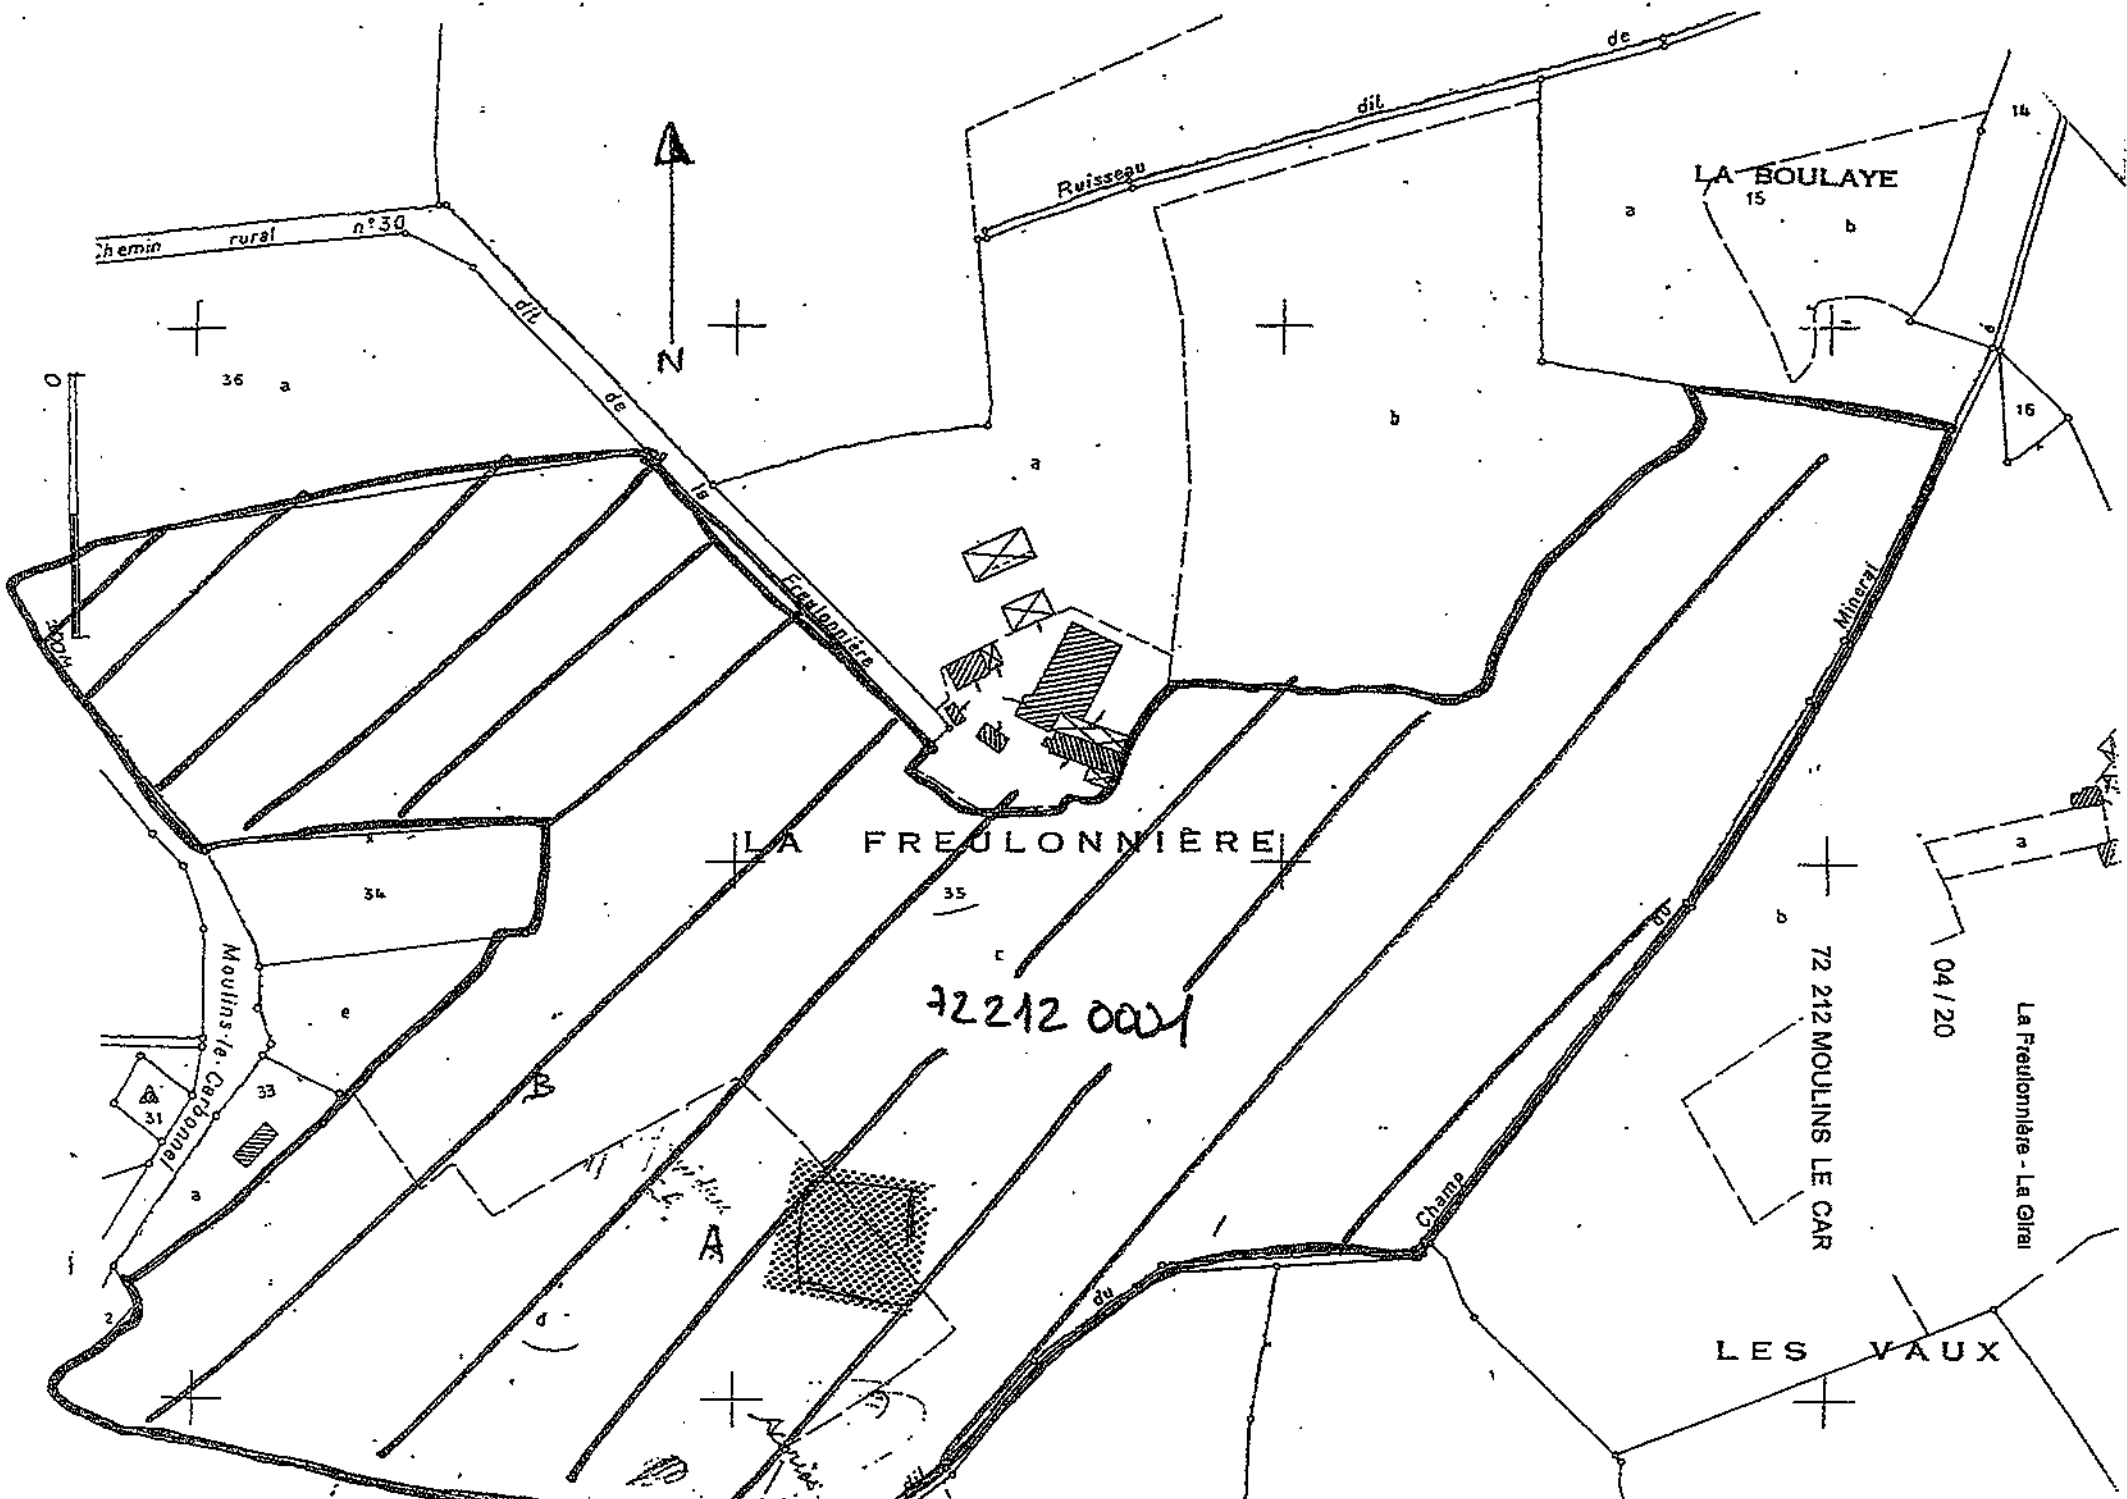 de
dit
Ruisseau
14
LA BOULAYE
15
a
b
Chemin rural n° 30
dit
de
la
Freulonnière
N
36 a
0
300M
a
b
16
Minerai
LA FREULONNIÈRE
34
35
c
72212 0001
e
B
Moulins-le-Carbonnel
33
31
a
A
d
2
du
Champ
du
dit
a
b
04/20
72 212 MOULINS LE CAR
La Freulonnière - La Girai
LES VAUX